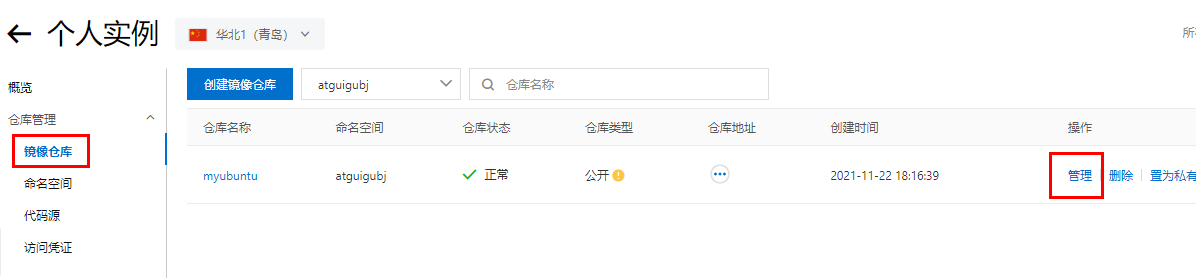 个人实例 华北1（青岛） 所
概览
仓库管理
镜像仓库
命名空间
代码源
访问凭证
创建镜像仓库 atguigubj 仓库名称
仓库名称 命名空间 仓库状态 仓库类型 仓库地址 创建时间 操作
myubuntu atguigubj 正常 公开 2021-11-22 18:16:39 管理 删除 置为私有